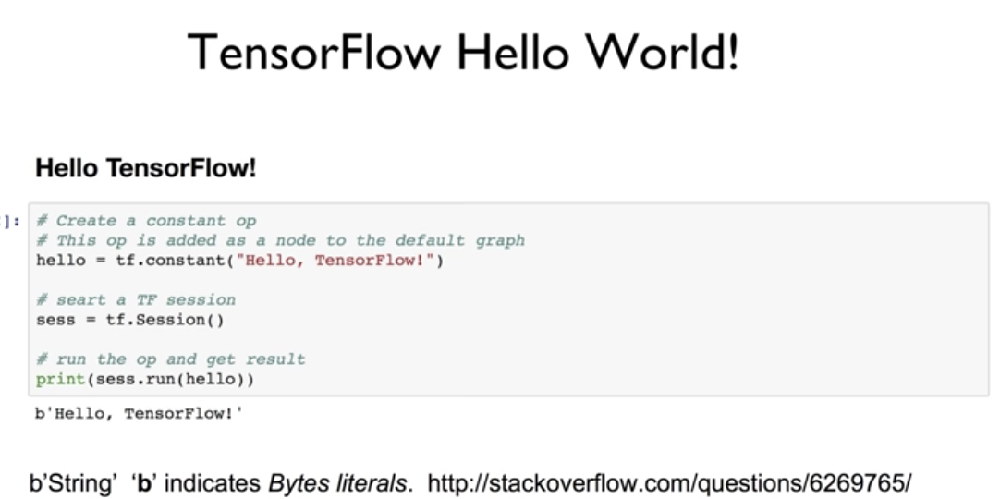 TensorFlow Hello World!
Hello TensorFlow!
]:
# Create a constant op
# This op is added as a node to the default graph
hello = tf.constant("Hello, TensorFlow!")
# seart a TF session
sess = tf.Session()
# run the op and get result
print(sess.run(hello))
b'Hello, TensorFlow!'
b’String’ ‘b’ indicates Bytes literals. http://stackoverflow.com/questions/6269765/